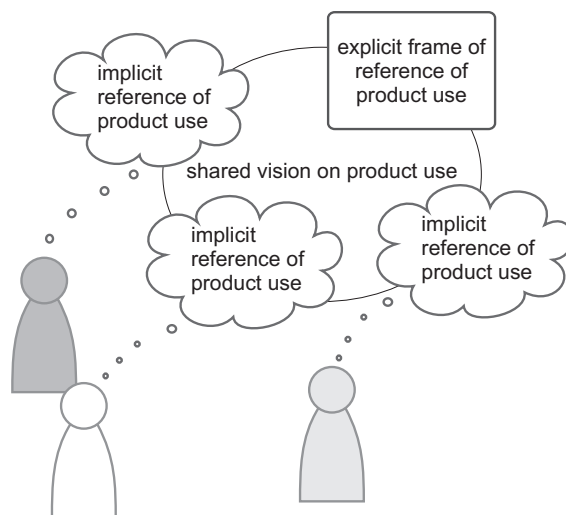 implicit
reference of
product use
explicit frame of
reference of
product use
shared vision on product use
implicit
reference of
product use
implicit
reference of
product use